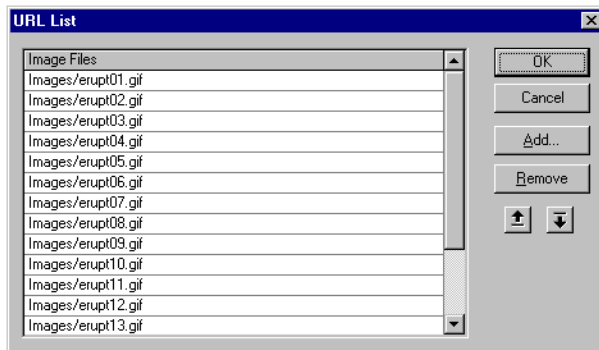 URL List
Image Files
Images/erupt01.gif
Images/erupt02.gif
Images/erupt03.gif
Images/erupt04.gif
Images/erupt05.gif
Images/erupt06.gif
Images/erupt07.gif
Images/erupt08.gif
Images/erupt09.gif
Images/erupt10.gif
Images/erupt11.gif
Images/erupt12.gif
Images/erupt13.gif
OK
Cancel
Add...
Remove